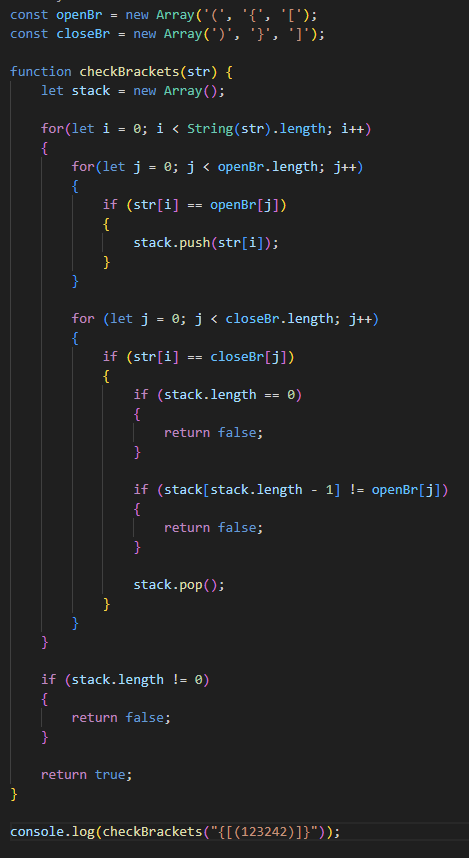 const openBr = new Array('(', '{', '[');
const closeBr = new Array(')', '}', ']');
function checkBrackets(str) {
let stack = new Array();
for(let i = 0; i < String(str).length; i++)
{
for(let j = 0; j < openBr.length; j++)
{
if (str[i] == openBr[j])
{
stack.push(str[i]);
}
}
for (let j = 0; j < closeBr.length; j++)
{
if (str[i] == closeBr[j])
{
if (stack.length == 0)
{
return false;
}
if (stack[stack.length - 1] != openBr[j])
{
return false;
}
stack.pop();
}
}
}
if (stack.length != 0)
{
return false;
}
return true;
}
console.log(checkBrackets("{[(123242)]}"));